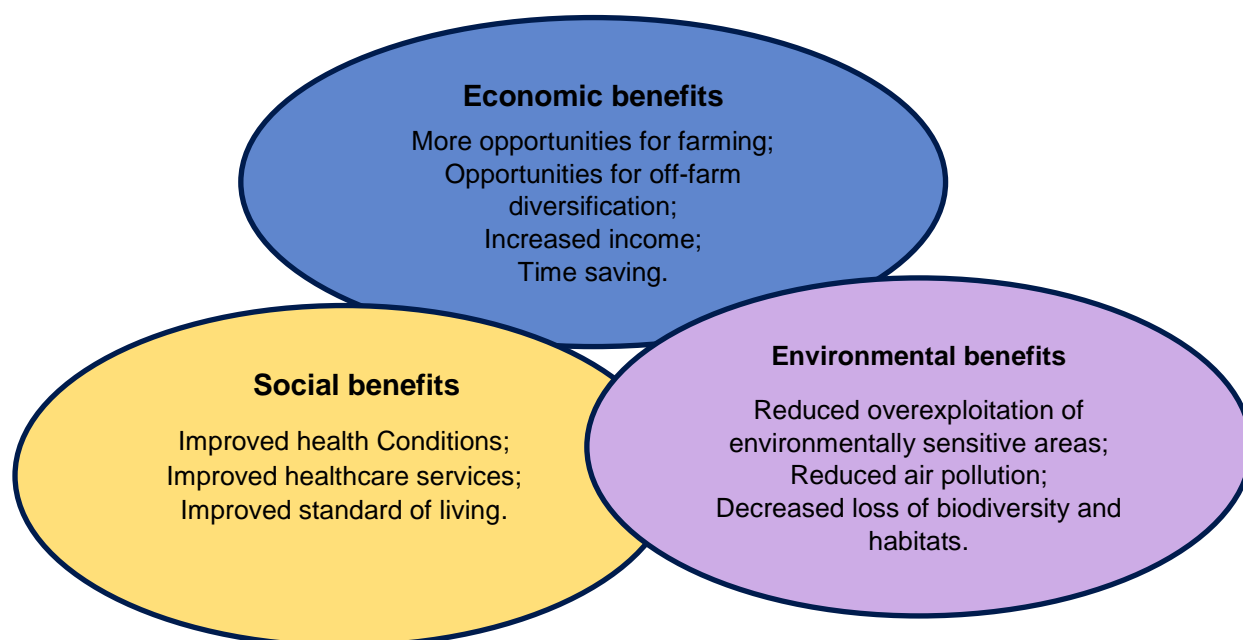 Economic benefits
More opportunities for farming;
Opportunities for off-farm
diversification;
Increased income;
Time saving.
Social benefits
Improved health Conditions;
Improved healthcare services;
Improved standard of living.
Environmental benefits
Reduced overexploitation of
environmentally sensitive areas;
Reduced air pollution;
Decreased loss of biodiversity and
habitats.